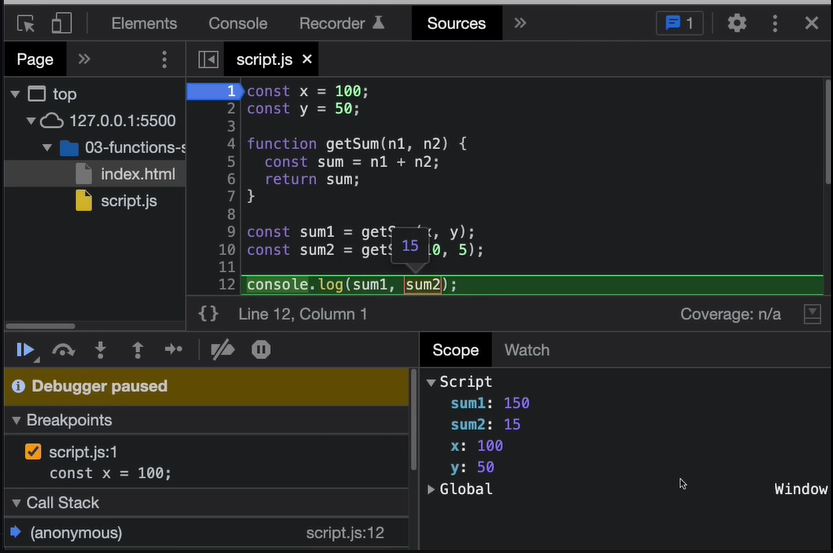 Elements Console Recorder Sources 1
Page script.js
top
127.0.0.1:5500
03-functions-s
index.html
script.js
1 const x = 100;
2 const y = 50;
3
4 function getSum(n1, n2) {
5 const sum = n1 + n2;
6 return sum;
7 }
8
9 const sum1 = getS x, y);
10 const sum2 = getS 10, 5);
15
11
12 console.log(sum1, sum2);
{} Line 12, Column 1 Coverage: n/a
Debugger paused
Breakpoints
script.js:1
const x = 100;
Call Stack
(anonymous) script.js:12
Scope Watch
Script
sum1: 150
sum2: 15
x: 100
y: 50
Global Window